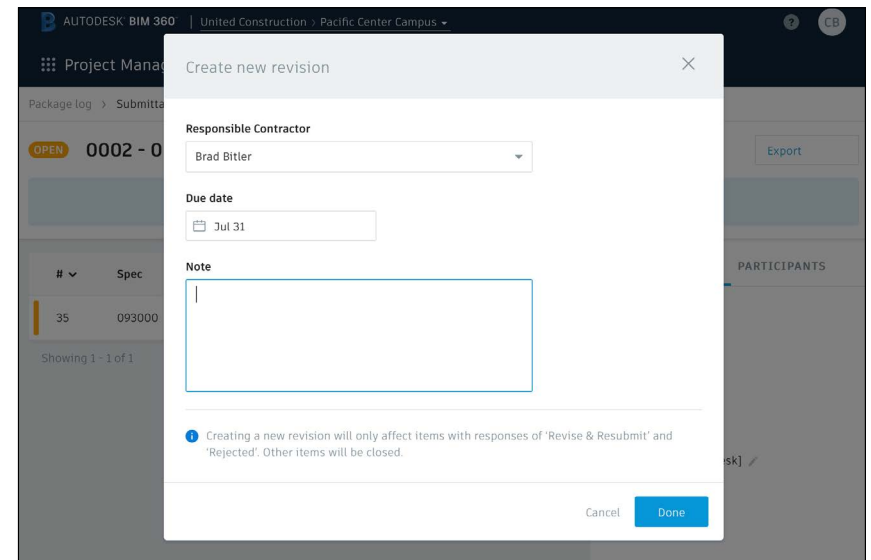 AUTODESK® BIM 360™ United Construction > Pacific Center Campus
? CB
Project Manag
Create new revision
Package log > Submitta
Responsible Contractor
OPEN 0002 - 0
Brad Bitler
Export
Due date
Jul 31
Note
PARTICIPANTS
# Spec
35 093000
Showing 1 - 1 of 1
Creating a new revision will only affect items with responses of 'Revise & Resubmit' and
'Rejected'. Other items will be closed.
esk]
Cancel Done